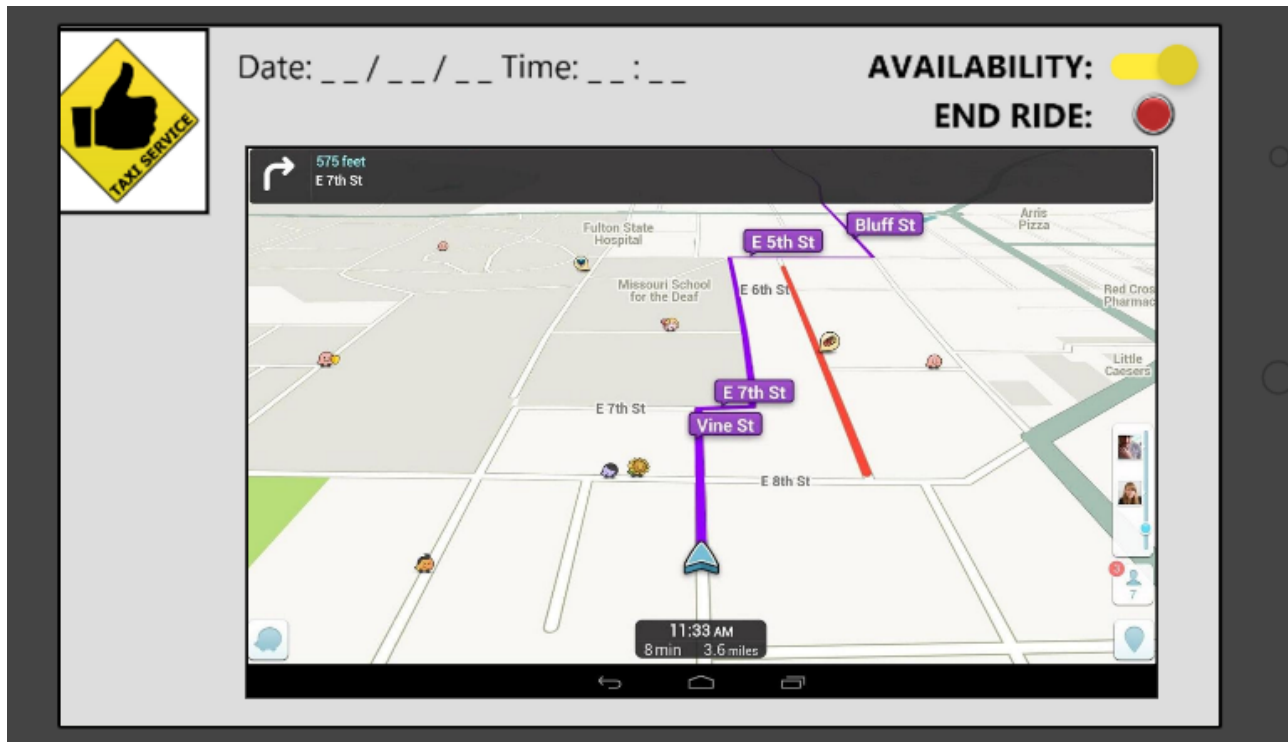 TAXI SERVICE
Date: _ _ / _ _ / _ _ Time: _ _ : _ _
AVAILABILITY:
END RIDE:
575 feet
E 7th St
Fulton State
Hospital
E 5th St
Bluff St
Arris
Pizza
Missouri School
for the Deaf
E 6th St
Red Cros
Pharmac
Little
Caesers
E 7th St
E 7th St
Vine St
E 8th St
3
7
11:33 AM
8 min 3.6 miles